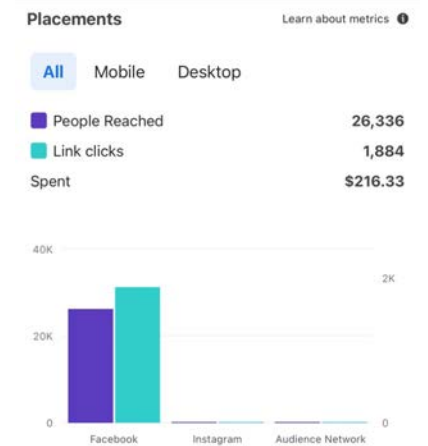 Placements Learn about metrics
All Mobile Desktop
People Reached 26,336
Link clicks 1,884
Spent $216.33
40K
2K
20K
0 0
Facebook Instagram Audience Network